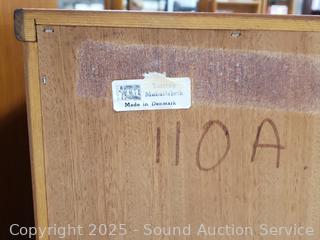 Møbelfabrik
Made in Denmark
110A
Copyright 2025 - Sound Auction Service